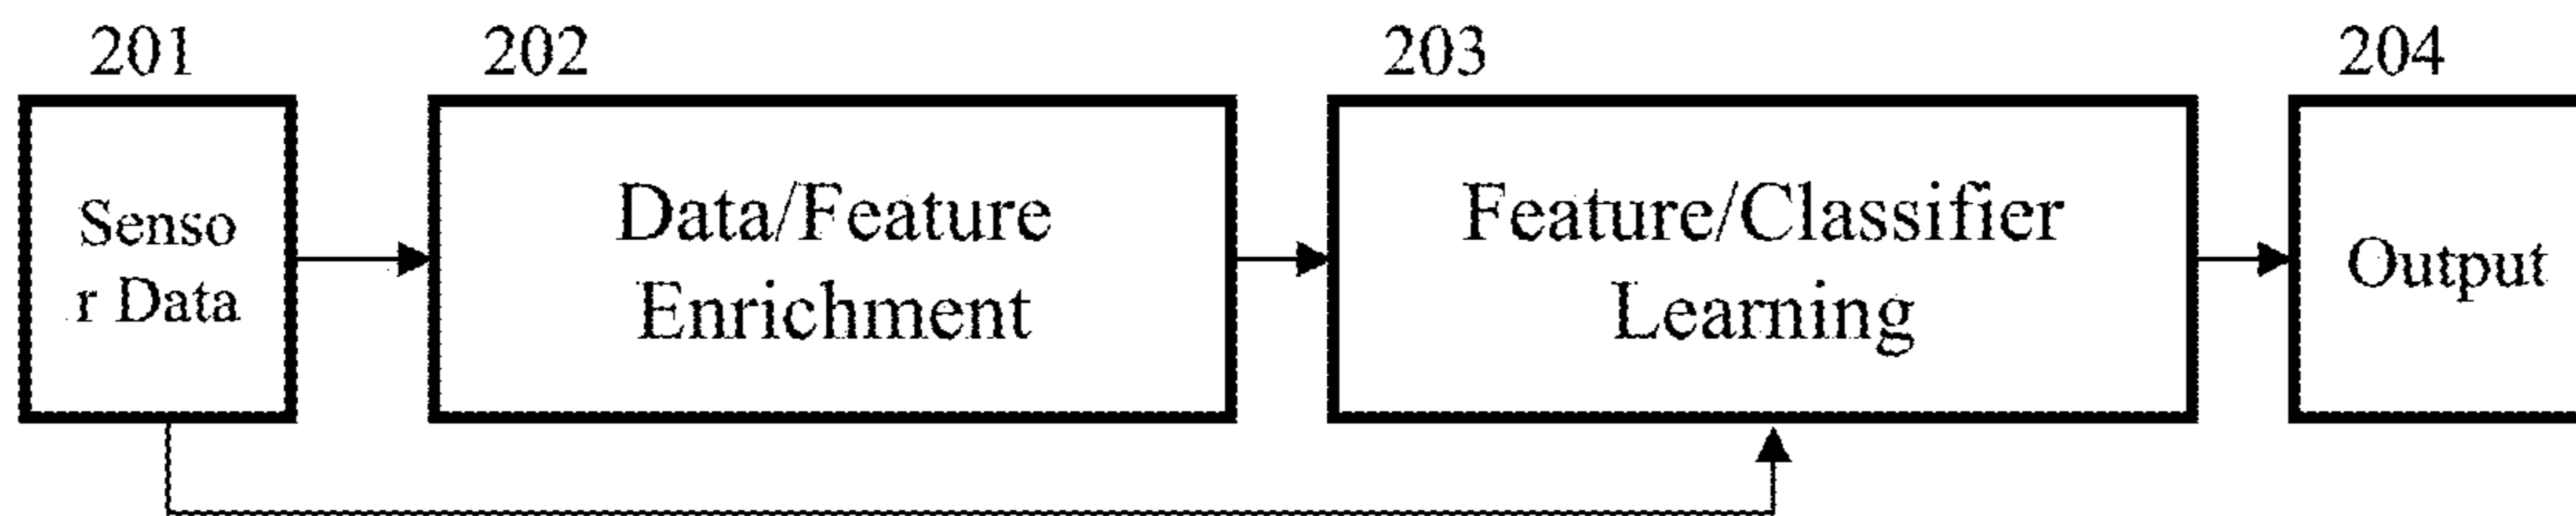 201
Senso
r Data
202
Data/Feature
Enrichment
203
Feature/Classifier
Learning
204
Output